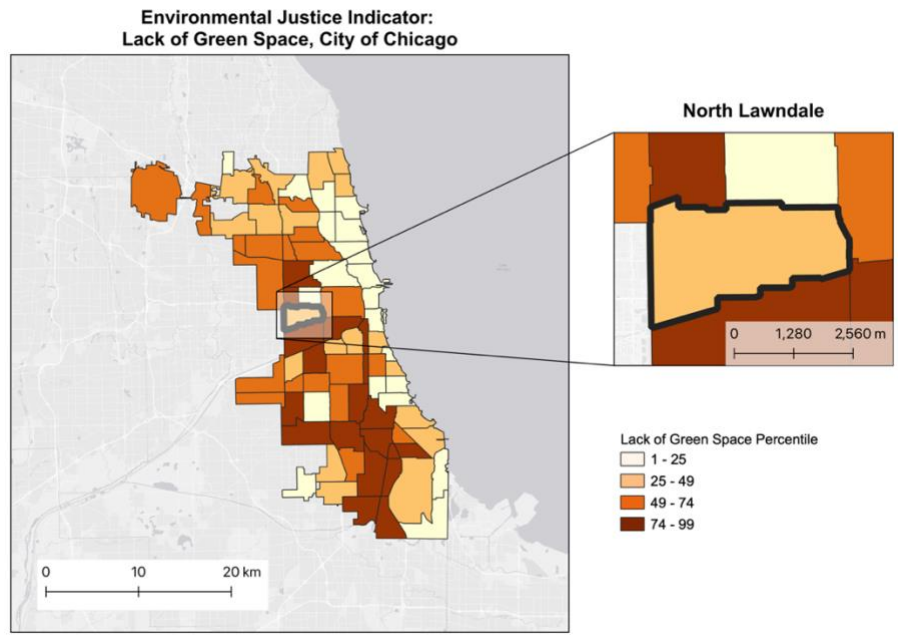 Environmental Justice Indicator:
Lack of Green Space, City of Chicago
North Lawndale
0 1,280 2,560 m
Lack of Green Space Percentile
1 - 25
25 - 49
49 - 74
74 - 99
0 10 20 km